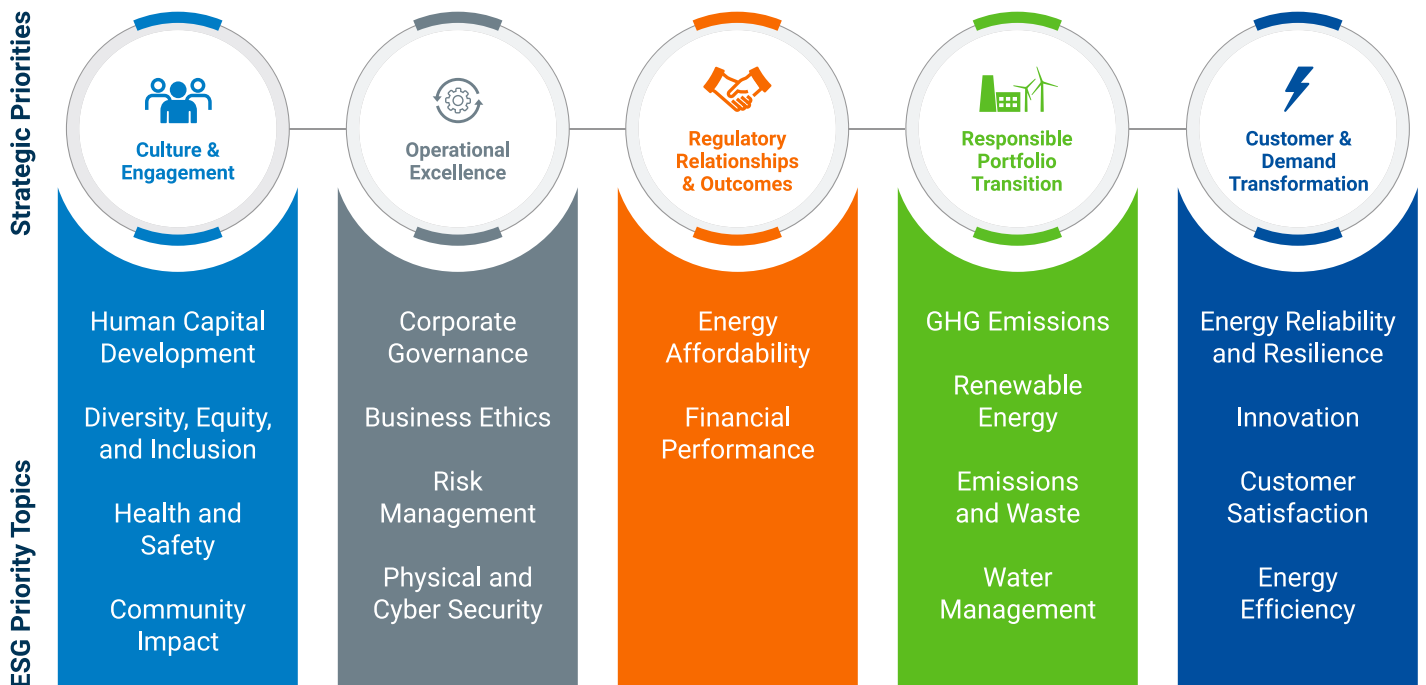 Strategic Priorities
Culture &
Engagement
Operational
Excellence
Regulatory
Relationships
& Outcomes
Responsible
Portfolio
Transition
Customer &
Demand
Transformation
ESG Priority Topics
Human Capital
Development
Diversity, Equity,
and Inclusion
Health and
Safety
Community
Impact
Corporate
Governance
Business Ethics
Risk
Management
Physical and
Cyber Security
Energy
Affordability
Financial
Performance
GHG Emissions
Renewable
Energy
Emissions
and Waste
Water
Management
Energy Reliability
and Resilience
Innovation
Customer
Satisfaction
Energy
Efficiency